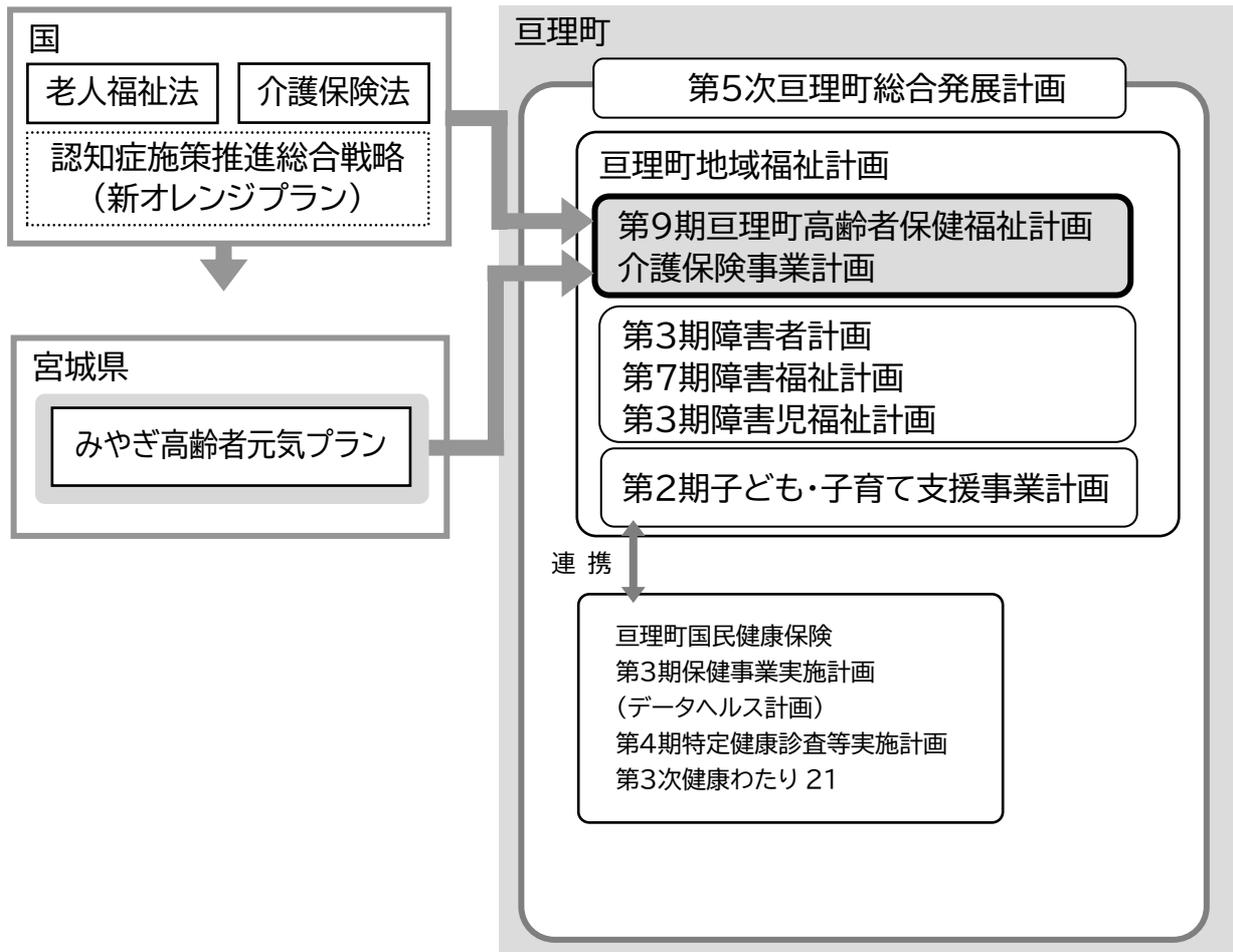 国
老人福祉法
介護保険法
認知症施策推進総合戦略
（新オレンジプラン）
宮城県
みやぎ高齢者元気プラン
亘理町
第5次亘理町総合発展計画
亘理町地域福祉計画
第9期亘理町高齢者保健福祉計画
介護保険事業計画
第3期障害者計画
第7期障害福祉計画
第3期障害児福祉計画
第2期子ども・子育て支援事業計画
連 携
亘理町国民健康保険
第3期保健事業実施計画
（データヘルス計画）
第4期特定健康診査等実施計画
第3次健康わたり 21